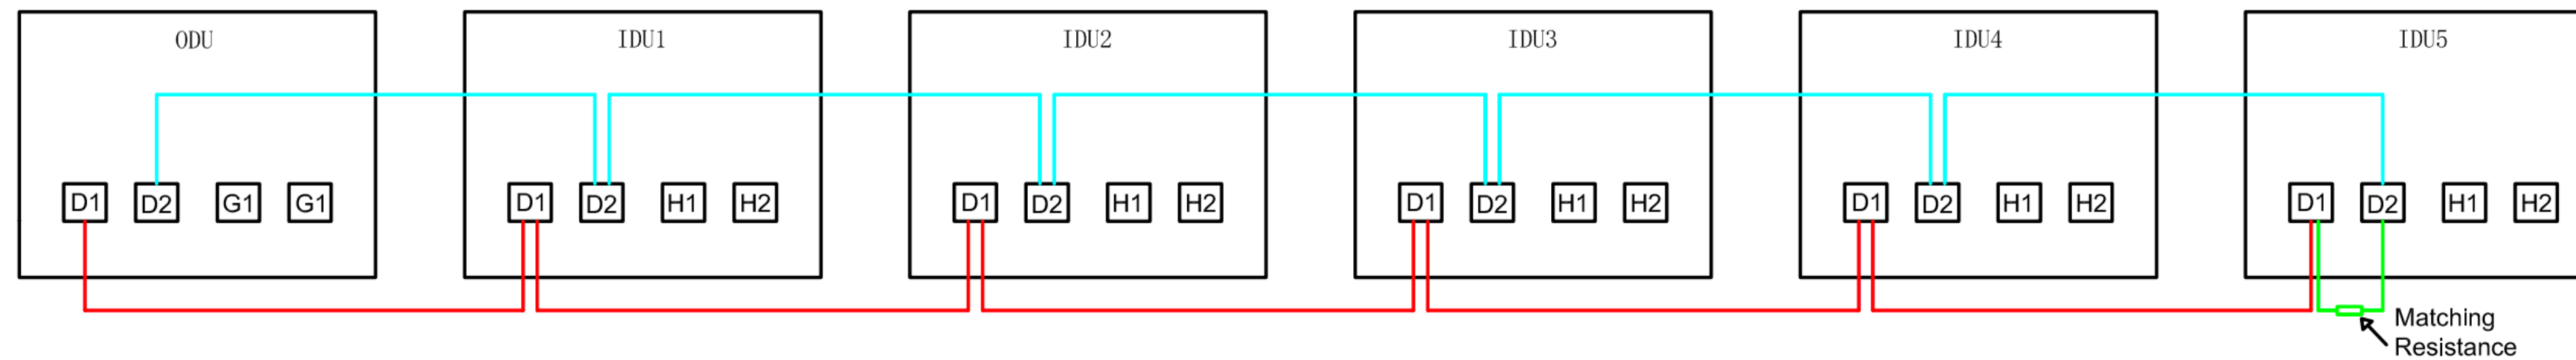 ODU IDU1 IDU2 IDU3 IDU4 IDU5
D1 D2 G1 G1 D1 D2 H1 H2 D1 D2 H1 H2 D1 D2 H1 H2 D1 D2 H1 H2 D1 D2 H1 H2
Matching
Resistance